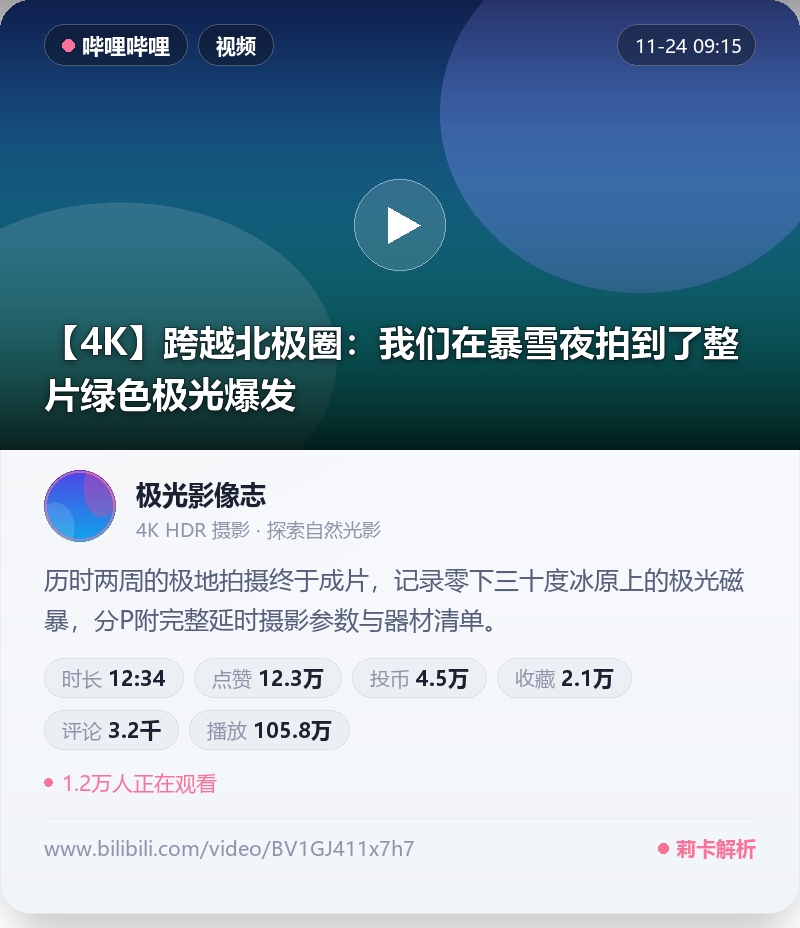 哔哩哔哩 视频 11-24 09:15
【4K】跨越北极圈：我们在暴雪夜拍到了整
片绿色极光爆发
极光影像志
4K HDR 摄影 · 探索自然光影
历时两周的极地拍摄终于成片，记录零下三十度冰原上的极光磁
暴，分P附完整延时摄影参数与器材清单。
时长 12:34 点赞 12.3万 投币 4.5万 收藏 2.1万
评论 3.2千 播放 105.8万
1.2万人正在观看
www.bilibili.com/video/BV1GJ411x7h7 莉卡解析